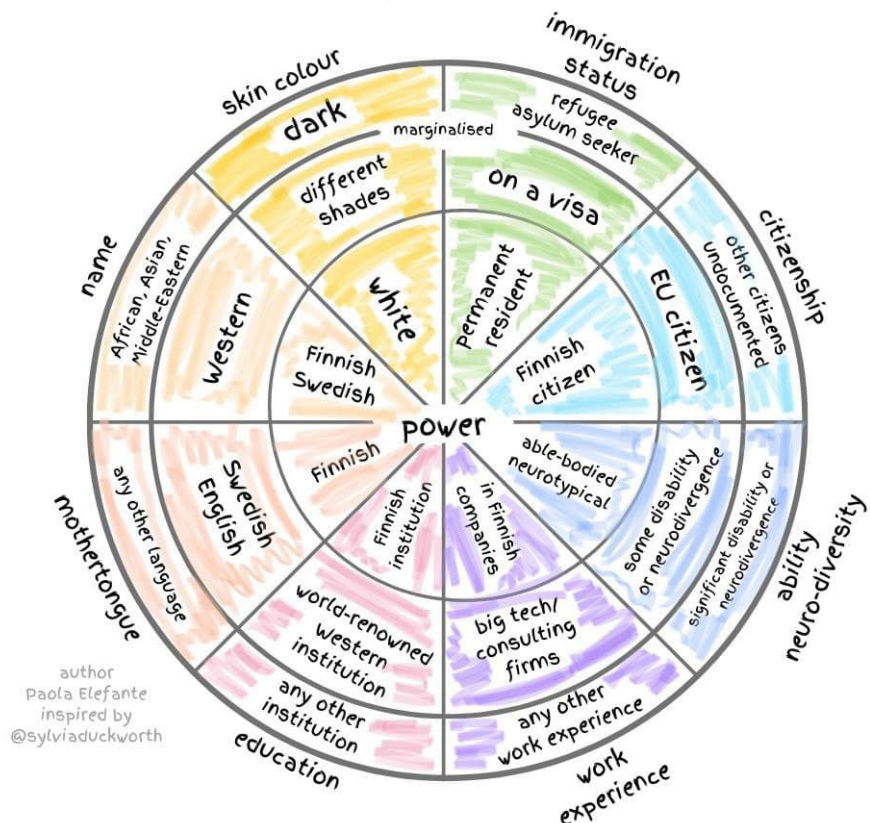 immigration
status
skin colour
dark
marginalised
refugee
asylum seeker
different
shades
on a visa
white
Permanent
resident
citizenship
other citizens
undocumented
EU citizen
Finnish
citizen
name
African, Asian,
Middle-Eastern
Western
Finnish
Swedish
power
mothertongue
any other language
Swedish
English
Finnish
ability
neuro-diversity
significant disability or
neurodivergence
some disability
or neurodivergence
able-bodied
neurotypical
education
any other
institution
world-renowned
Western
institution
Finnish
institution
work
experience
any other
work experience
big tech/
consulting
firms
in Finnish
companies
author
Paola Elefante
inspired by
@sylviaduckworth